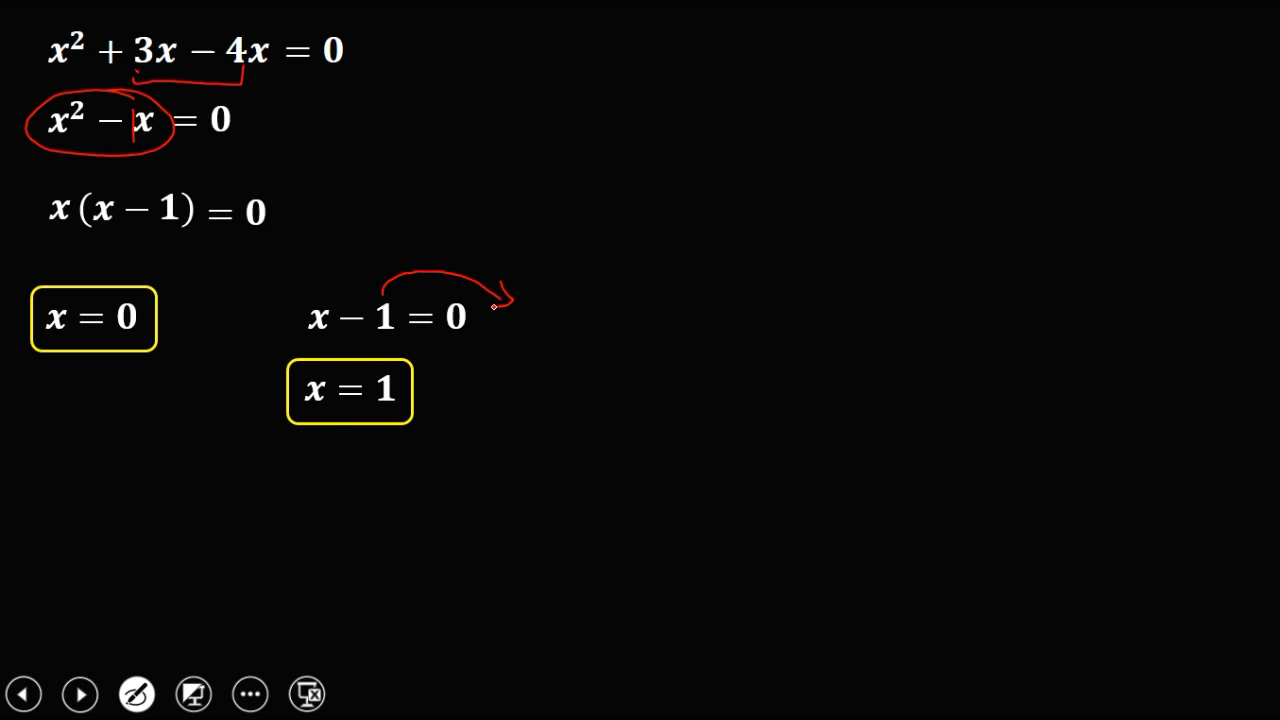 x² + 3x − 4x = 0
x² − x = 0
x (x − 1) = 0
x = 0
x − 1 = 0
x = 1